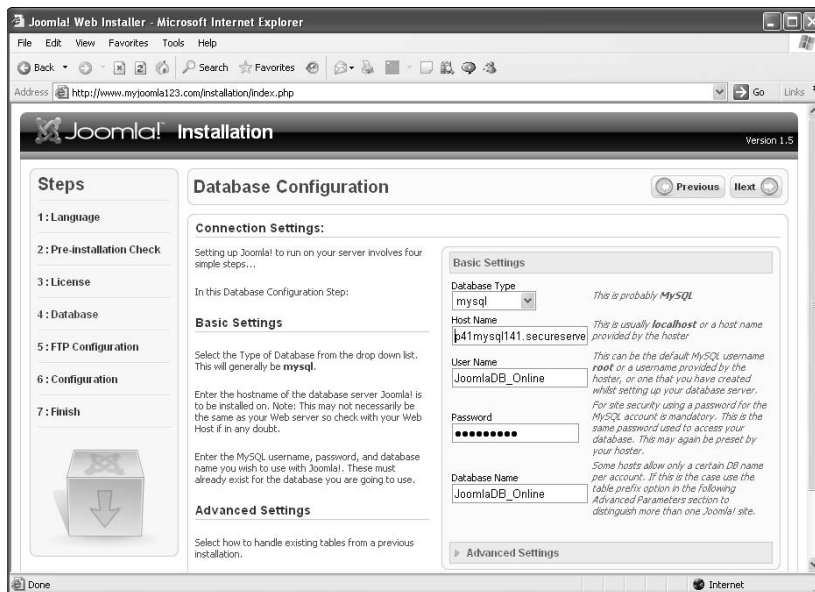 Joomla! Web Installer - Microsoft Internet Explorer
File Edit View Favorites Tools Help
Back Search Favorites
Address http://www.myjoomla123.com/installation/index.php Go Links
Joomla! Installation
Version 1.5
Steps
1 : Language
2 : Pre-installation Check
3 : License
4 : Database
5 : FTP Configuration
6 : Configuration
7 : Finish
Database Configuration
Previous Next
Connection Settings:
Setting up Joomla! to run on your server involves four
simple steps...
In this Database Configuration Step:
Basic Settings
Select the Type of Database from the drop down list.
This will generally be mysql.
Enter the hostname of the database server Joomla! is
to be installed on. Note: This may not necessarily be
the same as your Web server so check with your Web
Host if in any doubt.
Enter the MySQL username, password, and database
name you wish to use with Joomla!. These must
already exist for the database you are going to use.
Advanced Settings
Select how to handle existing tables from a previous
installation.
Basic Settings
Database Type
mysql
This is probably MySQL
Host Name
p41mysql141.secureserve
This is usually localhost or a host name
provided by the hoster
User Name
JoomlaDB_Online
This can be the default MySQL username
root or a username provided by the
hoster, or one that you have created
whilst setting up your database server.
Password
●●●●●●●●●
For site security using a password for the
MySQL account is mandatory. This is the
same password used to access your
database. This may again be preset by
your hoster.
Database Name
JoomlaDB_Online
Some hosts allow only a certain DB name
per account. If this is the case use the
table prefix option in the following
Advanced Parameters section to
distinguish more than one Joomla! site.
Advanced Settings
Done
Internet